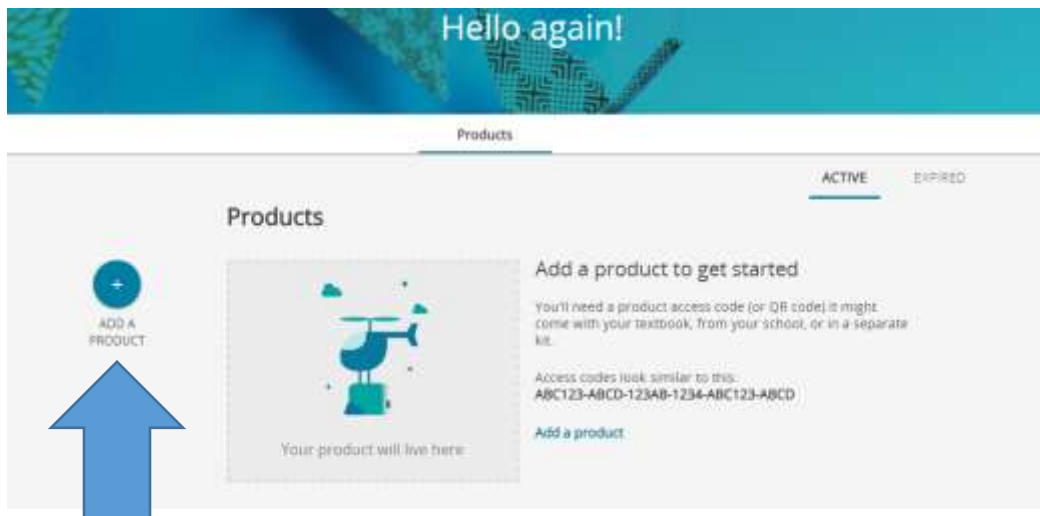 Hello again!
Products
ACTIVE
EXPIRED
Products
+
ADD A
PRODUCT
Your product will live here
Add a product to get started
You'll need a product access code (or QR code) it might
come with your textbook, from your school, or in a separate
kit.
Access codes look similar to this:
ABC123-ABCD-123AB-1234-ABC123-ABCD
Add a product